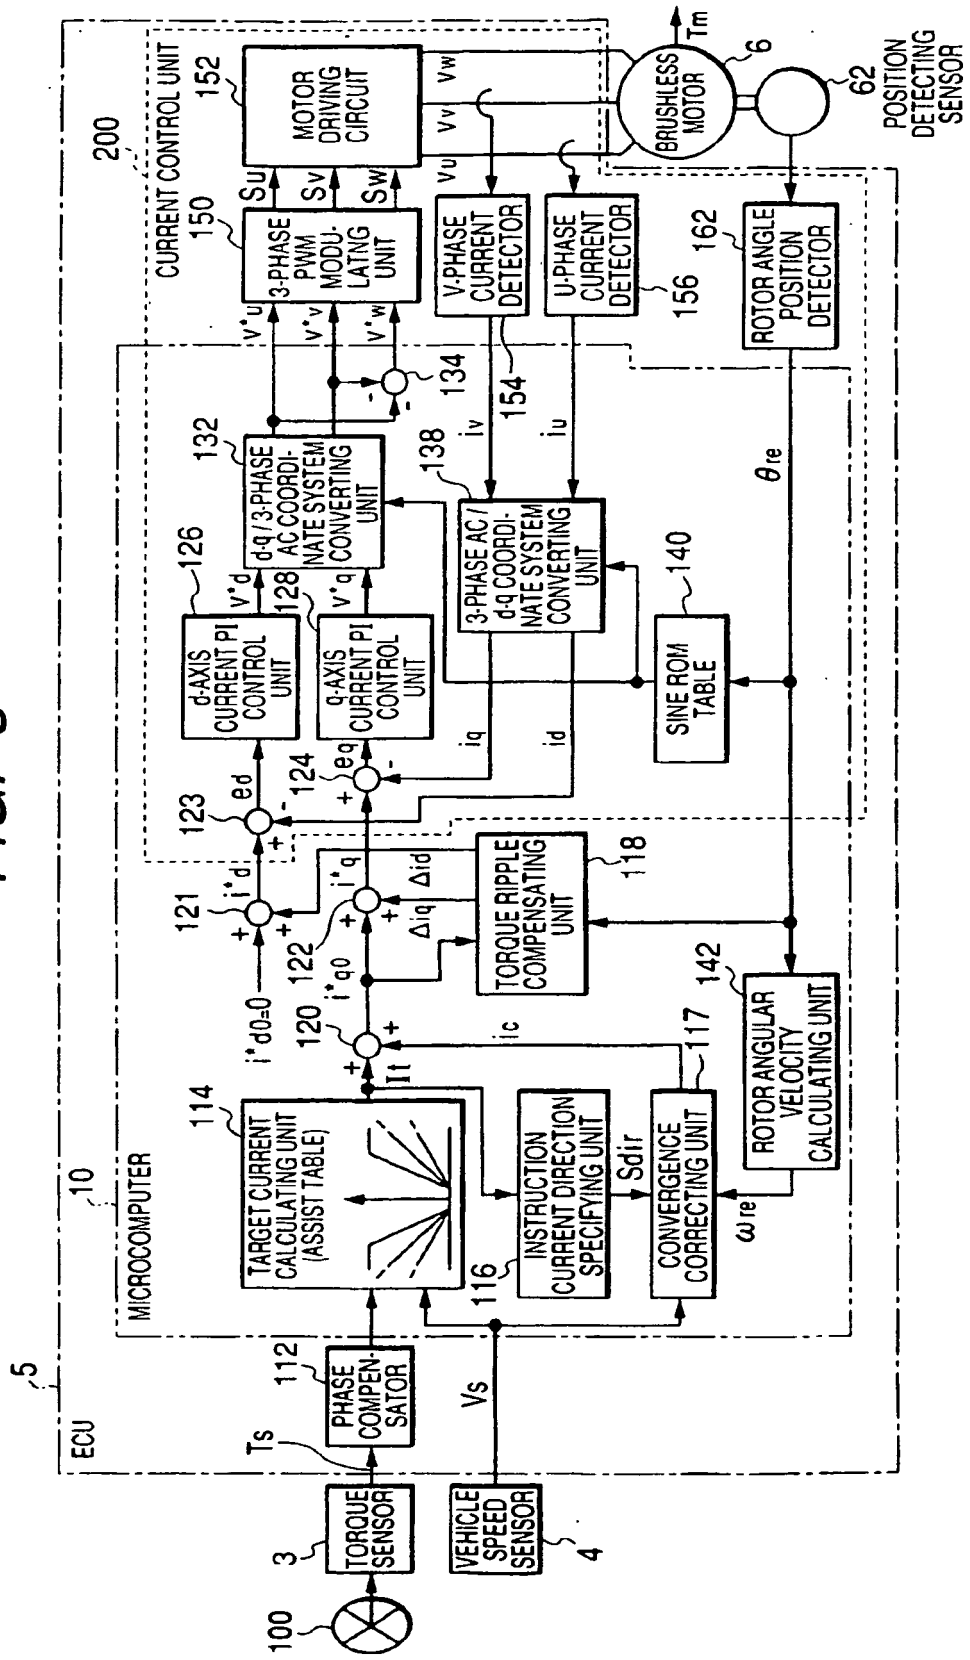 5
ECU
10
MICROCOMPUTER
200
CURRENT CONTROL UNIT
100
3
TORQUE
SENSOR
Ts
112
PHASE
COMPEN-
SATOR
4
VEHICLE
SPEED
SENSOR
Vs
114
TARGET CURRENT
CALCULATING UNIT
(ASSIST TABLE)
116
INSTRUCTION
CURRENT DIRECTION
SPECIFYING UNIT
Sdir
CONVERGENCE
CORRECTING UNIT
117
ωre
142
ROTOR ANGULAR
VELOCITY
CALCULATING UNIT
It
+
+
120
ic
i*q0
i*d0=0
+
+
121
i*d
122
+
+
i*q
Δiq
Δid
TORQUE RIPPLE
COMPENSATING
UNIT
118
123
+
-
ed
124
+
-
eq
iq
id
126
d-AXIS
CURRENT PI
CONTROL
UNIT
v*d
128
q-AXIS
CURRENT PI
CONTROL
UNIT
v*q
132
d-q / 3-PHASE
AC COORDI-
NATE SYSTEM
CONVERTING
UNIT
138
3-PHASE AC /
d-q COORDI-
NATE SYSTEM
CONVERTING
UNIT
140
SINE ROM
TABLE
θre
-
-
134
iv
iu
v*u
v*v
v*w
150
3-PHASE
PWM
MODU-
LATNG
UNIT
Su
Sv
Sw
152
MOTOR
DRIVING
CIRCUIT
V-PHASE
CURRENT
DETECTOR
154
U-PHASE
CURRENT
DETECTOR
156
162
ROTOR ANGLE
POSITION
DETECTOR
Vu
Vv
Vw
BRUSHLESS
MOTOR
Tm
6
62
POSITION
DETECTING
SENSOR